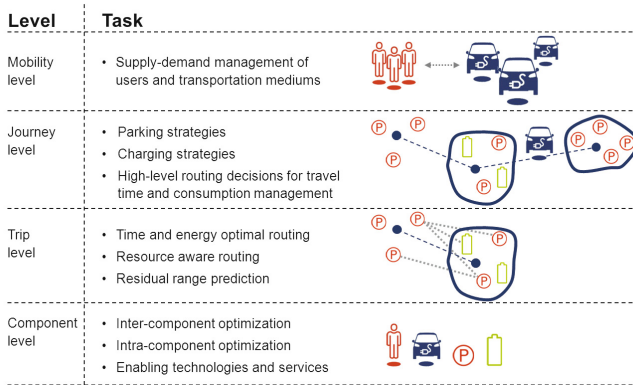 Level Task
Mobility level
• Supply-demand management of
users and transportation mediums
Journey level
• Parking strategies
• Charging strategies
• High-level routing decisions for travel
time and consumption management
P P
P
P
P
P
P
P
P
Trip level
• Time and energy optimal routing
• Resource aware routing
• Residual range prediction
P P
P
P
P
Component level
• Inter-component optimization
• Intra-component optimization
• Enabling technologies and services
P